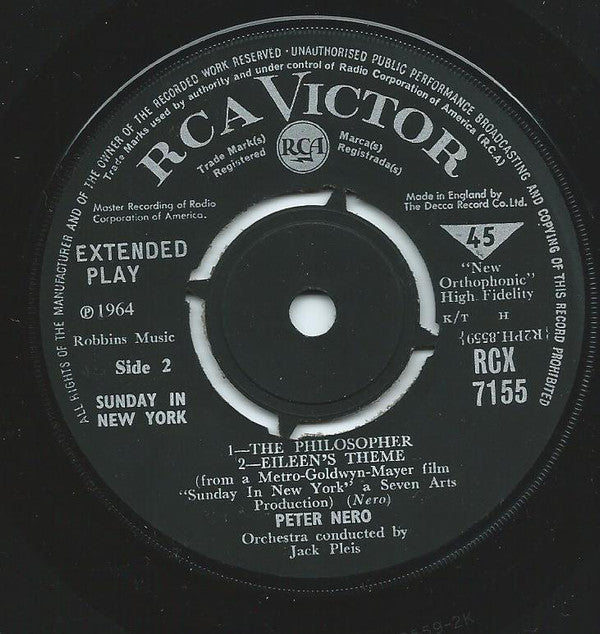 ALL RIGHTS OF THE MANUFACTURER AND OF THE OWNER OF THE RECORDED WORK RESERVED · UNAUTHORISED PUBLIC PERFORMANCE BROADCASTING AND COPYING OF THIS RECORD PROHIBITED
Trade Marks used by authority and under control of Radio Corporation of America (R.C.A)
RCA VICTOR
Trade Mark(s)
Registered
RCA
Marca(s)
Registrada(s)
Master Recording of Radio
Corporation of America.
Made in England by
The Decca Record Co. Ltd.
EXTENDED
PLAY
45
"New
Orthophonic"
High Fidelity
℗ 1964
K/T H
Robbins Music
{R2PH.8559}
Side 2
RCX
7155
SUNDAY IN
NEW YORK
1—THE PHILOSOPHER
2—EILEEN'S THEME
(from a Metro-Goldwyn-Mayer film
"Sunday In New York" a Seven Arts
Production) (Nero)
PETER NERO
Orchestra conducted by
Jack Pleis